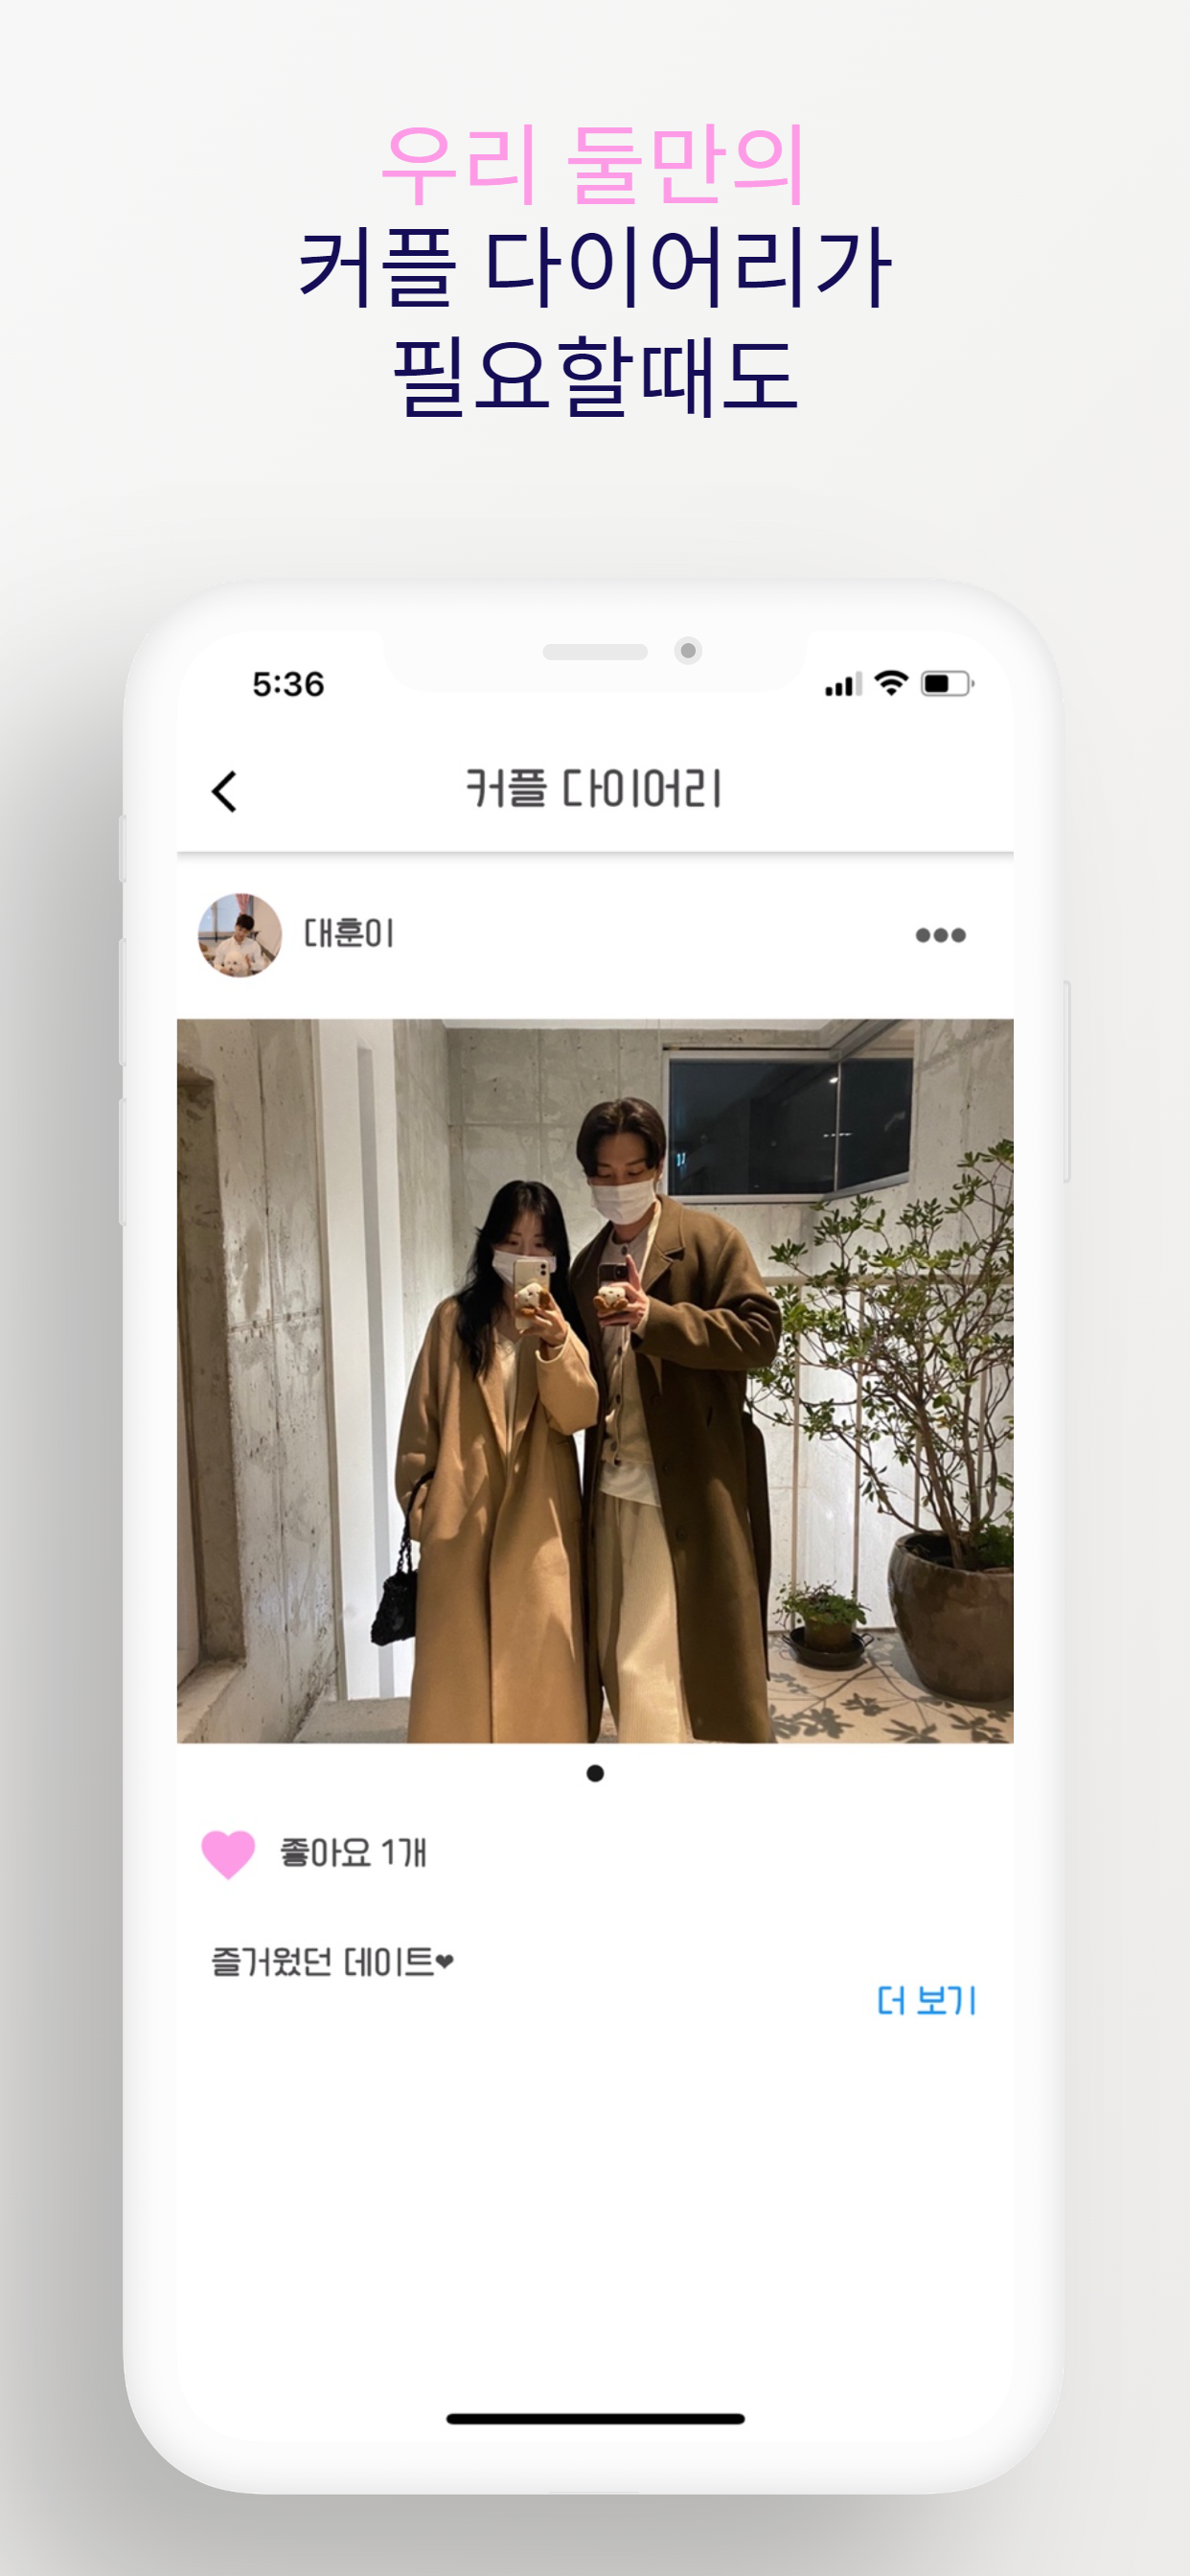 우리 둘만의
커플 다이어리가
필요할때도
5:36
커플 다이어리
대훈이
좋아요 1개
즐거웠던 데이트❤
더 보기